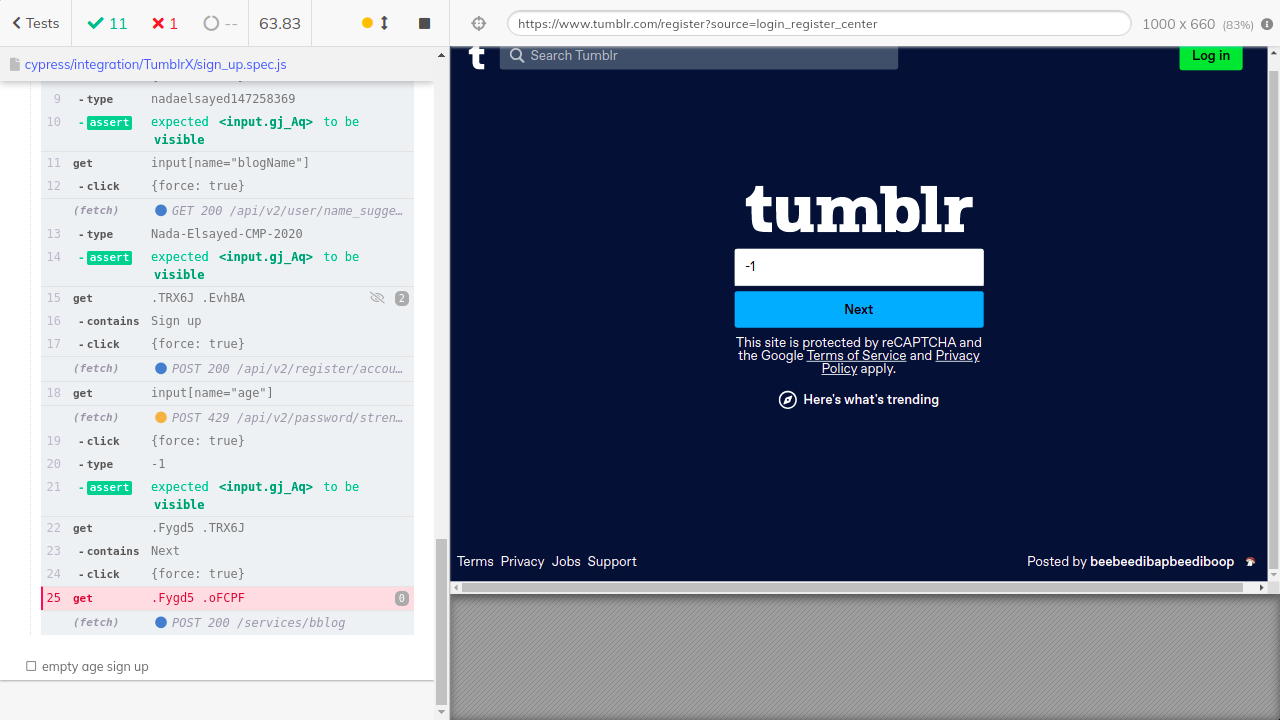 Tests
11
1
--
63.83
https://www.tumblr.com/register?source=login_register_center
1000 x 660 (83%)
cypress/integration/TumblrX/sign_up.spec.js
9 - type nadaelsayed147258369
10 - assert expected <input.gj_Aq> to be
visible
11 get input[name="blogName"]
12 - click {force: true}
(fetch) GET 200 /api/v2/user/name_sugge…
13 - type Nada-Elsayed-CMP-2020
14 - assert expected <input.gj_Aq> to be
visible
15 get .TRX6J .EvhBA 2
16 - contains Sign up
17 - click {force: true}
(fetch) POST 200 /api/v2/register/accou…
18 get input[name="age"]
(fetch) POST 429 /api/v2/password/stren…
19 - click {force: true}
20 - type -1
21 - assert expected <input.gj_Aq> to be
visible
22 get .Fygd5 .TRX6J
23 - contains Next
24 - click {force: true}
25 get .Fygd5 .oFCPF 0
(fetch) POST 200 /services/bblog
empty age sign up
t
Search Tumblr
Log in
tumblr
-1
Next
This site is protected by reCAPTCHA and
the Google Terms of Service and Privacy
Policy apply.
Here's what's trending
Terms Privacy Jobs Support
Posted by beebeedibapbeediboop